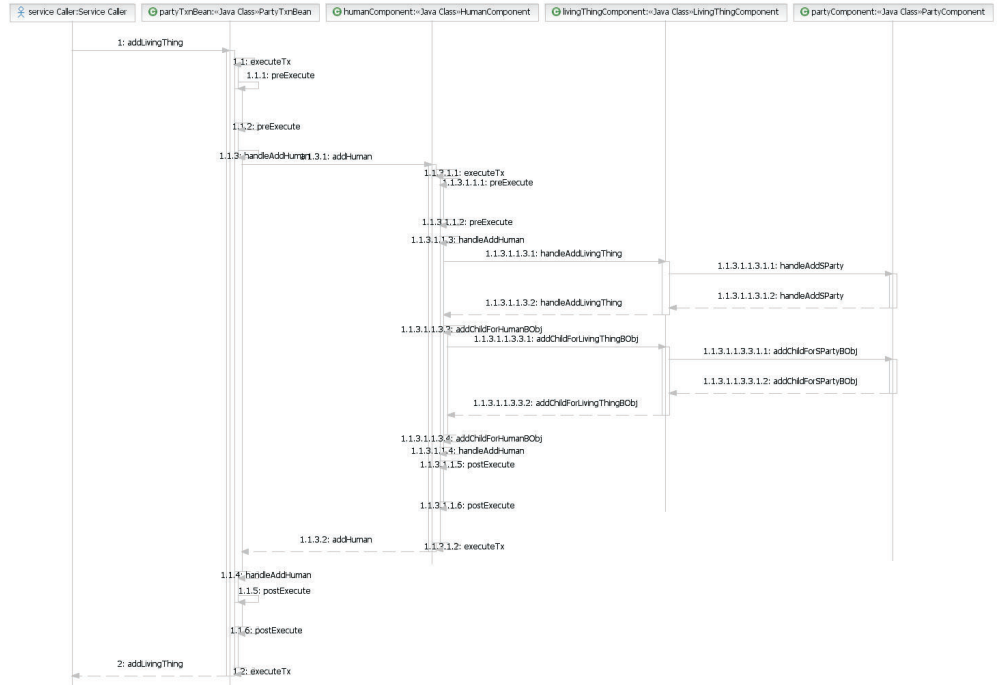 service Caller:Service Caller
partyTxnBean:«Java Class»PartyTxnBean
humanComponent:«Java Class»HumanComponent
livingThingComponent:«Java Class»LivingThingComponent
partyComponent:«Java Class»PartyComponent
1: addLivingThing
1.1: executeTx
1.1.1: preExecute
1.1.2: preExecute
1.1.3: handleAddHuman
1.1.3.1: addHuman
1.1.3.1.1: executeTx
1.1.3.1.1.1: preExecute
1.1.3.1.1.2: preExecute
1.1.3.1.1.3: handleAddHuman
1.1.3.1.1.3.1: handleAddLivingThing
1.1.3.1.1.3.1.1: handleAddSParty
1.1.3.1.1.3.1.2: handleAddSParty
1.1.3.1.1.3.2: handleAddLivingThing
1.1.3.1.1.3.3: addChildForHumanBObj
1.1.3.1.1.3.3.1: addChildForLivingThingBObj
1.1.3.1.1.3.3.1.1: addChildForSPartyBObj
1.1.3.1.1.3.3.1.2: addChildForSPartyBObj
1.1.3.1.1.3.3.2: addChildForLivingThingBObj
1.1.3.1.1.3.4: addChildForHumanBObj
1.1.3.1.1.4: handleAddHuman
1.1.3.1.1.5: postExecute
1.1.3.1.1.6: postExecute
1.1.3.2: addHuman
1.1.3.1.2: executeTx
1.1.4: handleAddHuman
1.1.5: postExecute
1.1.6: postExecute
2: addLivingThing
1.2: executeTx